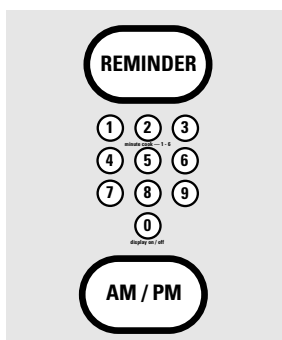 REMINDER
1 2 3
minute cook — 1 - 6
4 5 6
7 8 9
0
display on / off
AM / PM